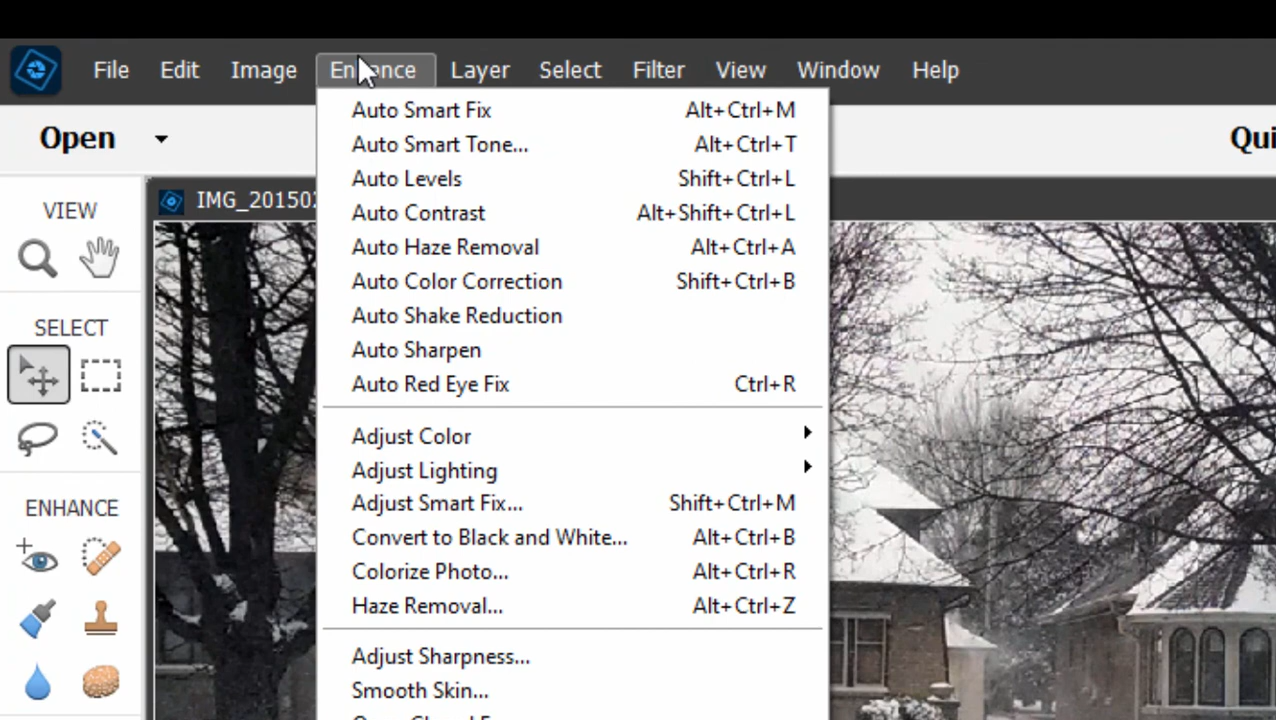 File Edit Image Enhance Layer Select Filter View Window Help
Open
VIEW
SELECT
ENHANCE
Auto Smart Fix Alt+Ctrl+M
Auto Smart Tone... Alt+Ctrl+T
Auto Levels Shift+Ctrl+L
Auto Contrast Alt+Shift+Ctrl+L
Auto Haze Removal Alt+Ctrl+A
Auto Color Correction Shift+Ctrl+B
Auto Shake Reduction
Auto Sharpen
Auto Red Eye Fix Ctrl+R
Adjust Color
Adjust Lighting
Adjust Smart Fix... Shift+Ctrl+M
Convert to Black and White... Alt+Ctrl+B
Colorize Photo... Alt+Ctrl+R
Haze Removal... Alt+Ctrl+Z
Adjust Sharpness...
Smooth Skin...